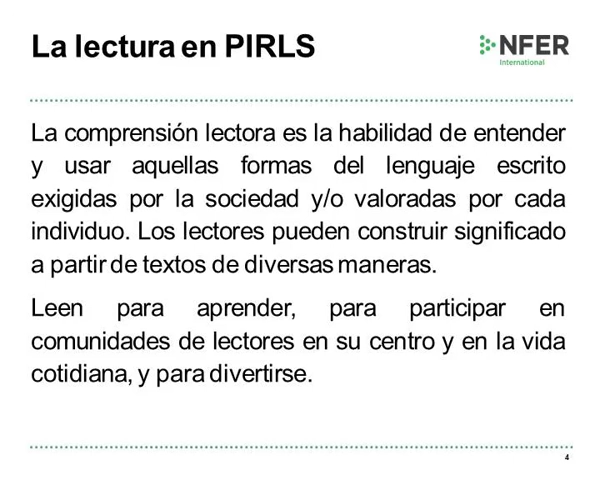 La lectura en PIRLS
NFER
International
La comprensión lectora es la habilidad de entender
y usar aquellas formas del lenguaje escrito
exigidas por la sociedad y/o valoradas por cada
individuo. Los lectores pueden construir significado
a partir de textos de diversas maneras.
Leen para aprender, para participar en
comunidades de lectores en su centro y en la vida
cotidiana, y para divertirse.
4